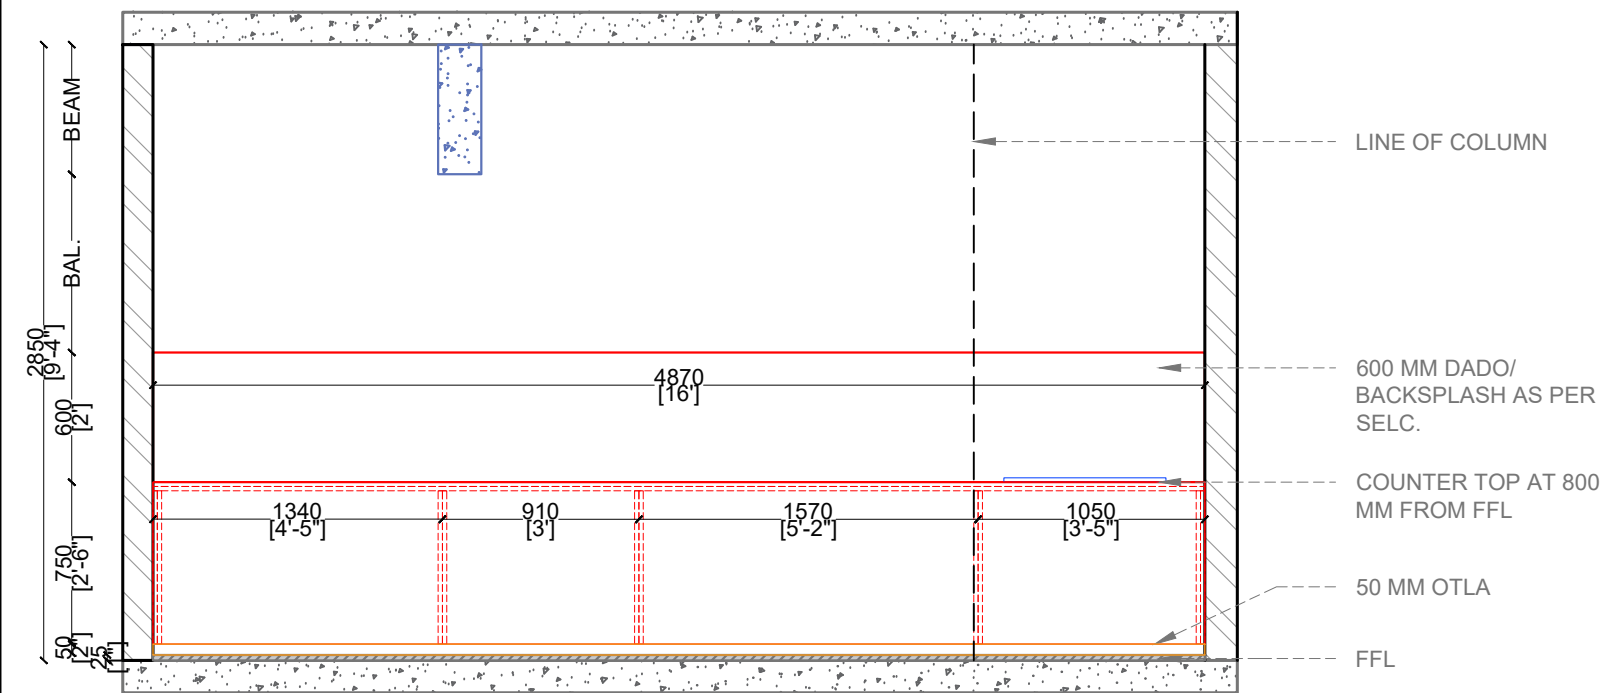 BEAM
BAL.
2850
[9'-4"]
600
[2']
750
[2'-6"]
50
[2"]
25
[1"]
4870
[16']
1340
[4'-5"]
910
[3']
1570
[5'-2"]
1050
[3'-5"]
LINE OF COLUMN
600 MM DADO/
BACKSPLASH AS PER
SELC.
COUNTER TOP AT 800
MM FROM FFL
50 MM OTLA
FFL